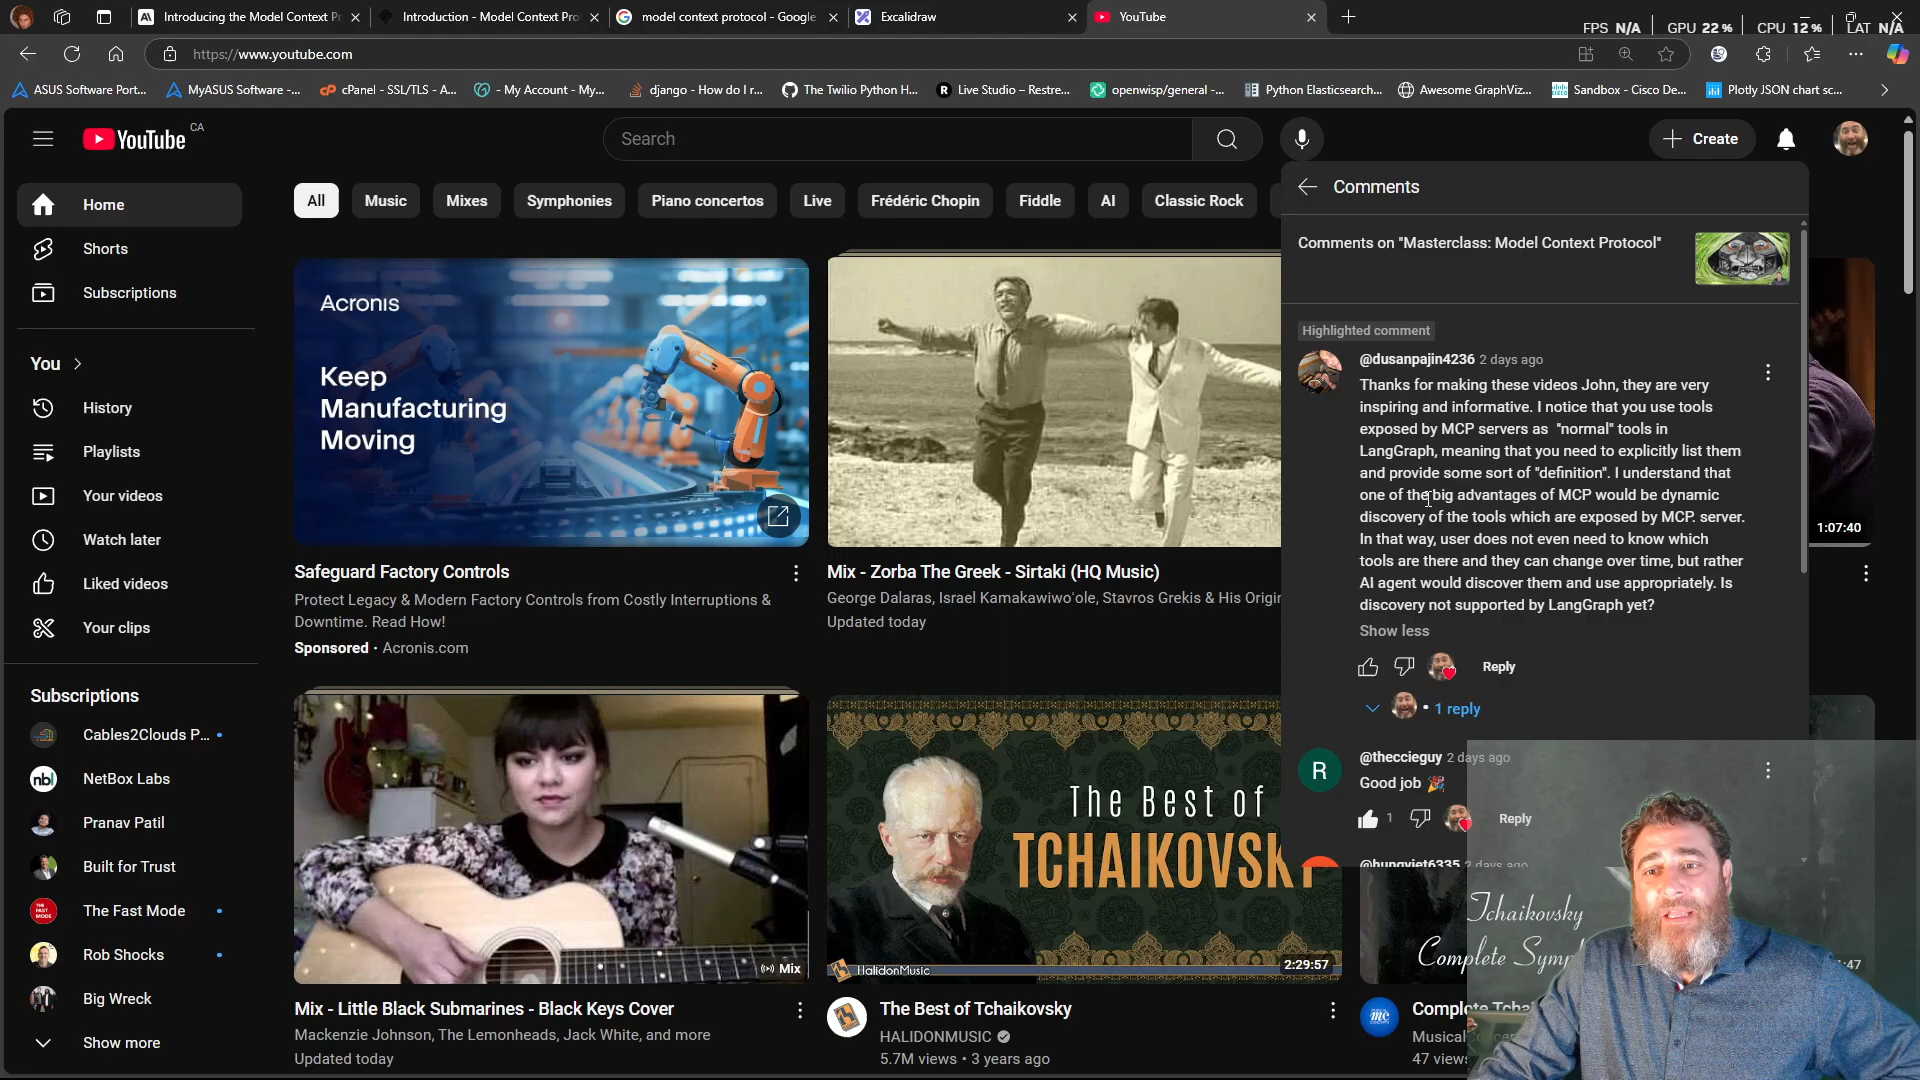 Introducing the Model Context P
Introduction - Model Context Pro
model context protocol - Google
Excalidraw
YouTube
FPS N/A GPU 22 % CPU 12 % LAT N/A
https://www.youtube.com
ASUS Software Port...
MyASUS Software -...
cPanel - SSL/TLS - A...
- My Account - My...
django - How do I r...
The Twilio Python H...
Live Studio – Restre...
openwisp/general -...
Python Elasticsearch...
Awesome GraphViz...
Sandbox - Cisco De...
Plotly JSON chart sc...
YouTube CA
Search
Create
Home
Shorts
Subscriptions
You
History
Playlists
Your videos
Watch later
Liked videos
Your clips
Subscriptions
Cables2Clouds P...
NetBox Labs
Pranav Patil
Built for Trust
The Fast Mode
Rob Shocks
Big Wreck
Show more
All
Music
Mixes
Symphonies
Piano concertos
Live
Frédéric Chopin
Fiddle
AI
Classic Rock
Acronis
Keep
Manufacturing
Moving
Safeguard Factory Controls
Protect Legacy & Modern Factory Controls from Costly Interruptions &
Downtime. Read How!
Sponsored · Acronis.com
Mix - Zorba The Greek - Sirtaki (HQ Music)
George Dalaras, Israel Kamakawiwo'ole, Stavros Grekis & His Origi
Updated today
1:07:40
Mix
Mix - Little Black Submarines - Black Keys Cover
Mackenzie Johnson, The Lemonheads, Jack White, and more
Updated today
The Best of
TCHAIKOVSKY
HalidonMusic
2:29:57
The Best of Tchaikovsky
HALIDONMUSIC
5.7M views • 3 years ago
Tchaikovsky
Complete Symp
:47
Complete Tchai
Musical
47 views
Comments
Comments on "Masterclass: Model Context Protocol"
Highlighted comment
@dusanpajin4236 2 days ago
Thanks for making these videos John, they are very
inspiring and informative. I notice that you use tools
exposed by MCP servers as "normal" tools in
LangGraph, meaning that you need to explicitly list them
and provide some sort of "definition". I understand that
one of the big advantages of MCP would be dynamic
discovery of the tools which are exposed by MCP. server.
In that way, user does not even need to know which
tools are there and they can change over time, but rather
AI agent would discover them and use appropriately. Is
discovery not supported by LangGraph yet?
Show less
Reply
• 1 reply
R
@theccieguy 2 days ago
Good job 🎉
1
Reply
@hungviet6335 2 days ago